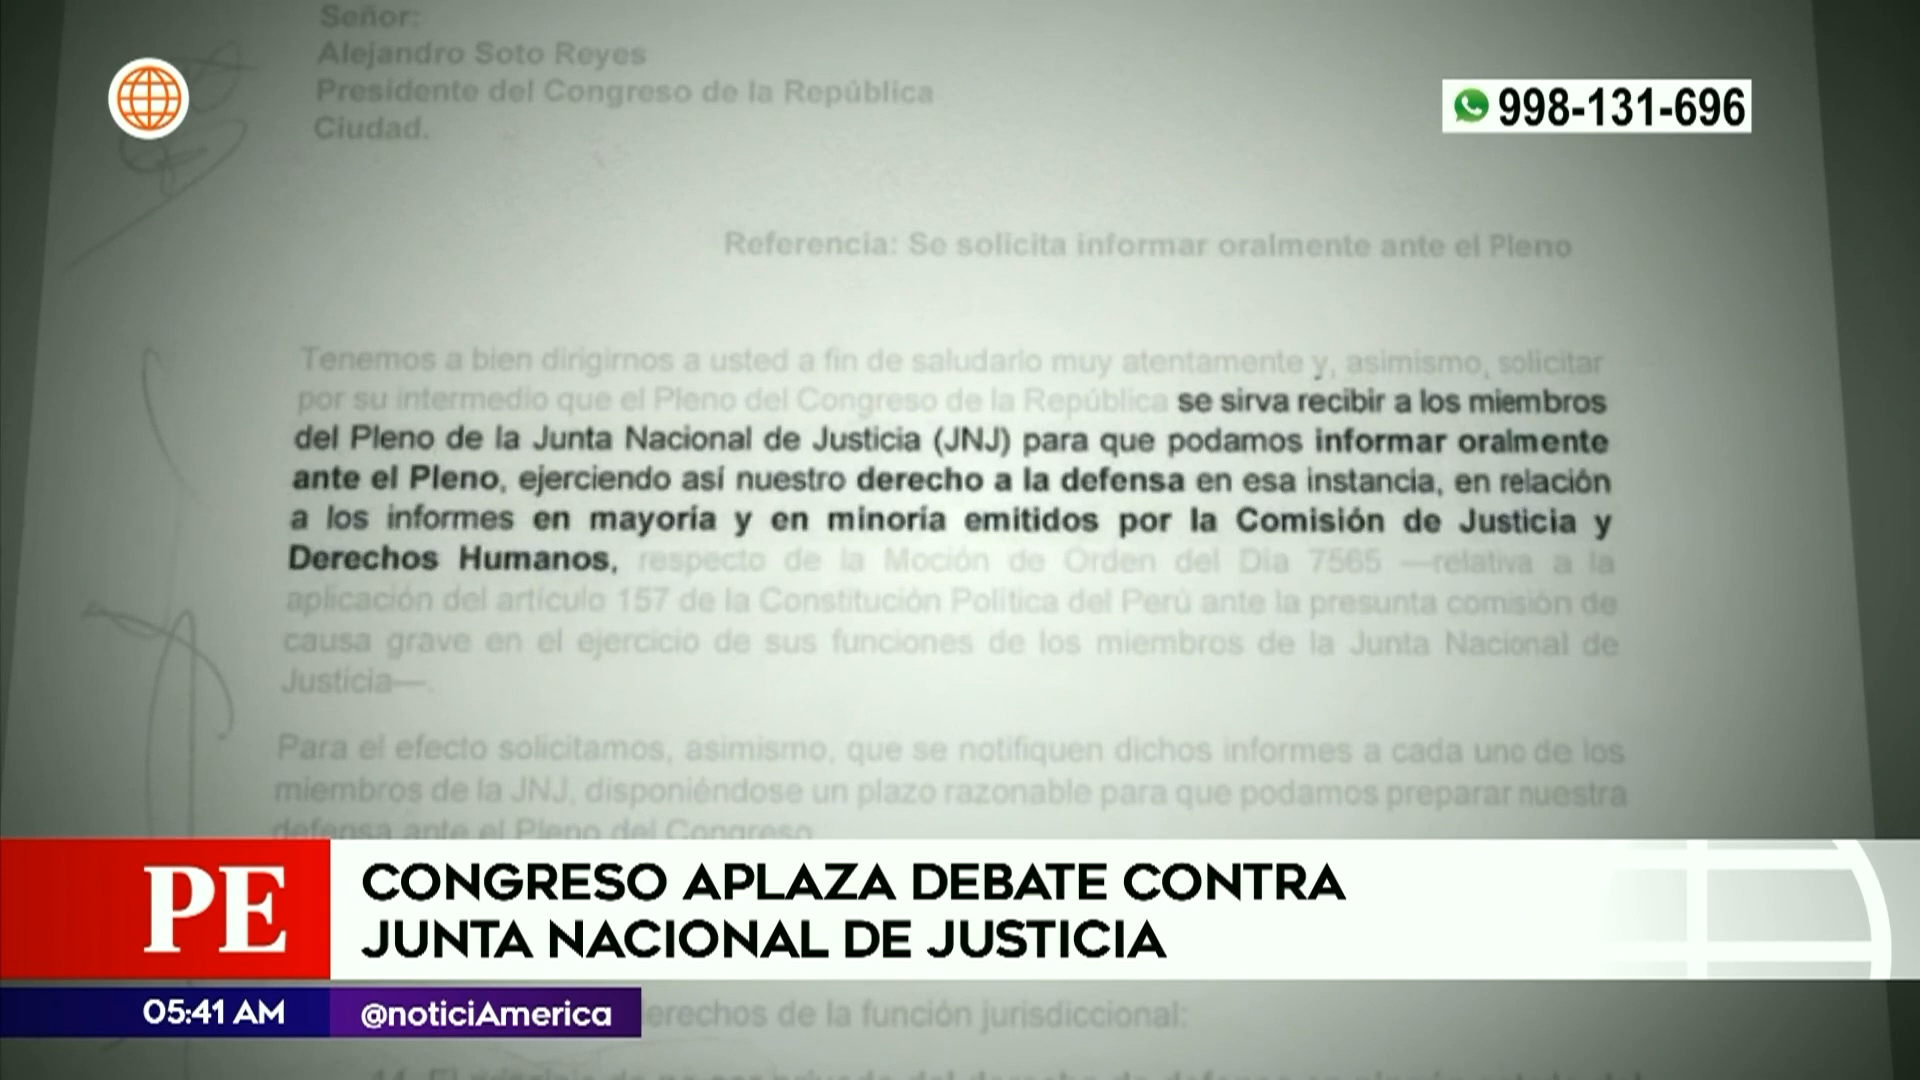 Señor:
Alejandro Soto Reyes
Presidente del Congreso de la República
Ciudad.
998-131-696
Referencia: Se solicita informar oralmente ante el Pleno
Tenemos a bien dirigirnos a usted a fin de saludarlo muy atentamente y, asimismo, solicitar
por su intermedio que el Pleno del Congreso de la República se sirva recibir a los miembros
del Pleno de la Junta Nacional de Justicia (JNJ) para que podamos informar oralmente
ante el Pleno, ejerciendo así nuestro derecho a la defensa en esa instancia, en relación
a los informes en mayoría y en minoría emitidos por la Comisión de Justicia y
Derechos Humanos, respecto de la Moción de Orden del Día 7565 —relativa a la
aplicación del artículo 157 de la Constitución Política del Perú ante la presunta comisión de
causa grave en el ejercicio de sus funciones de los miembros de la Junta Nacional de
Justicia—.
Para el efecto solicitamos, asimismo, que se notifiquen dichos informes a cada uno de los
miembros de la JNJ, disponiéndose un plazo razonable para que podamos preparar nuestra
defensa ante el Pleno del Congreso
PE
CONGRESO APLAZA DEBATE CONTRA
JUNTA NACIONAL DE JUSTICIA
05:41 AM
@noticiAmerica
derechos de la función jurisdiccional: